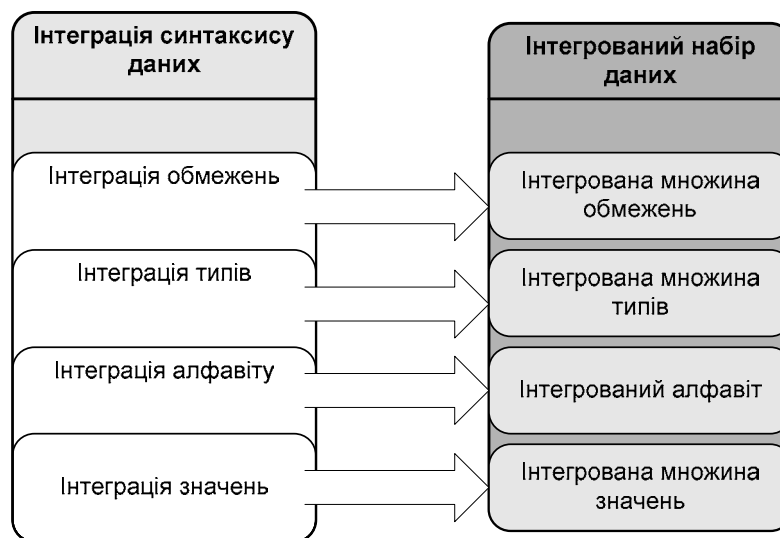 Інтеграція синтаксису
даних
Інтеграція обмежень
Інтеграція типів
Інтеграція алфавіту
Інтеграція значень
Інтегрований набір
даних
Інтегрована множина
обмежень
Інтегрована множина
типів
Інтегрований алфавіт
Інтегрована множина
значень